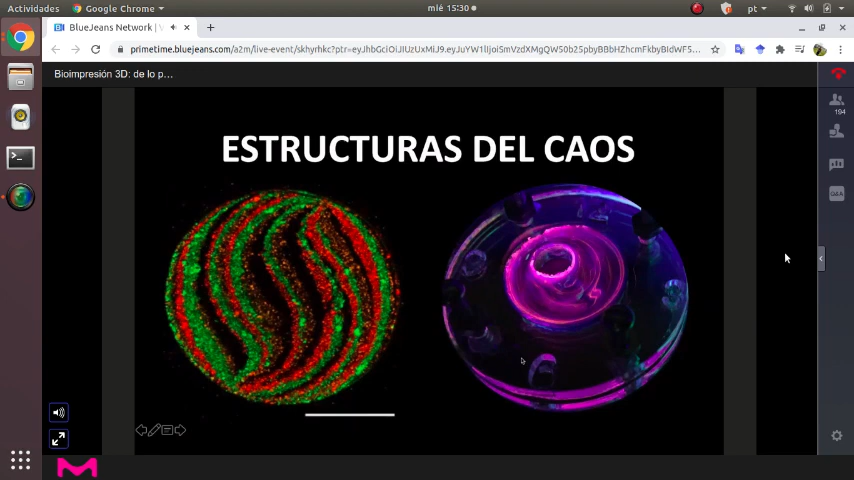 Actividades
Google Chrome
mié 15:30
pt
BlueJeans Network | V
primetime.bluejeans.com/a2m/live-event/skhyrhkc?ptr=eyJhbGciOiJIUzUxMiJ9.eyJuYW1lIjoiSmVzdXMgQW50b25pbyBBbHZhcmFkbyBIdWF5...
Bioimpresión 3D: de lo p...
194
ESTRUCTURAS DEL CAOS
Q&A